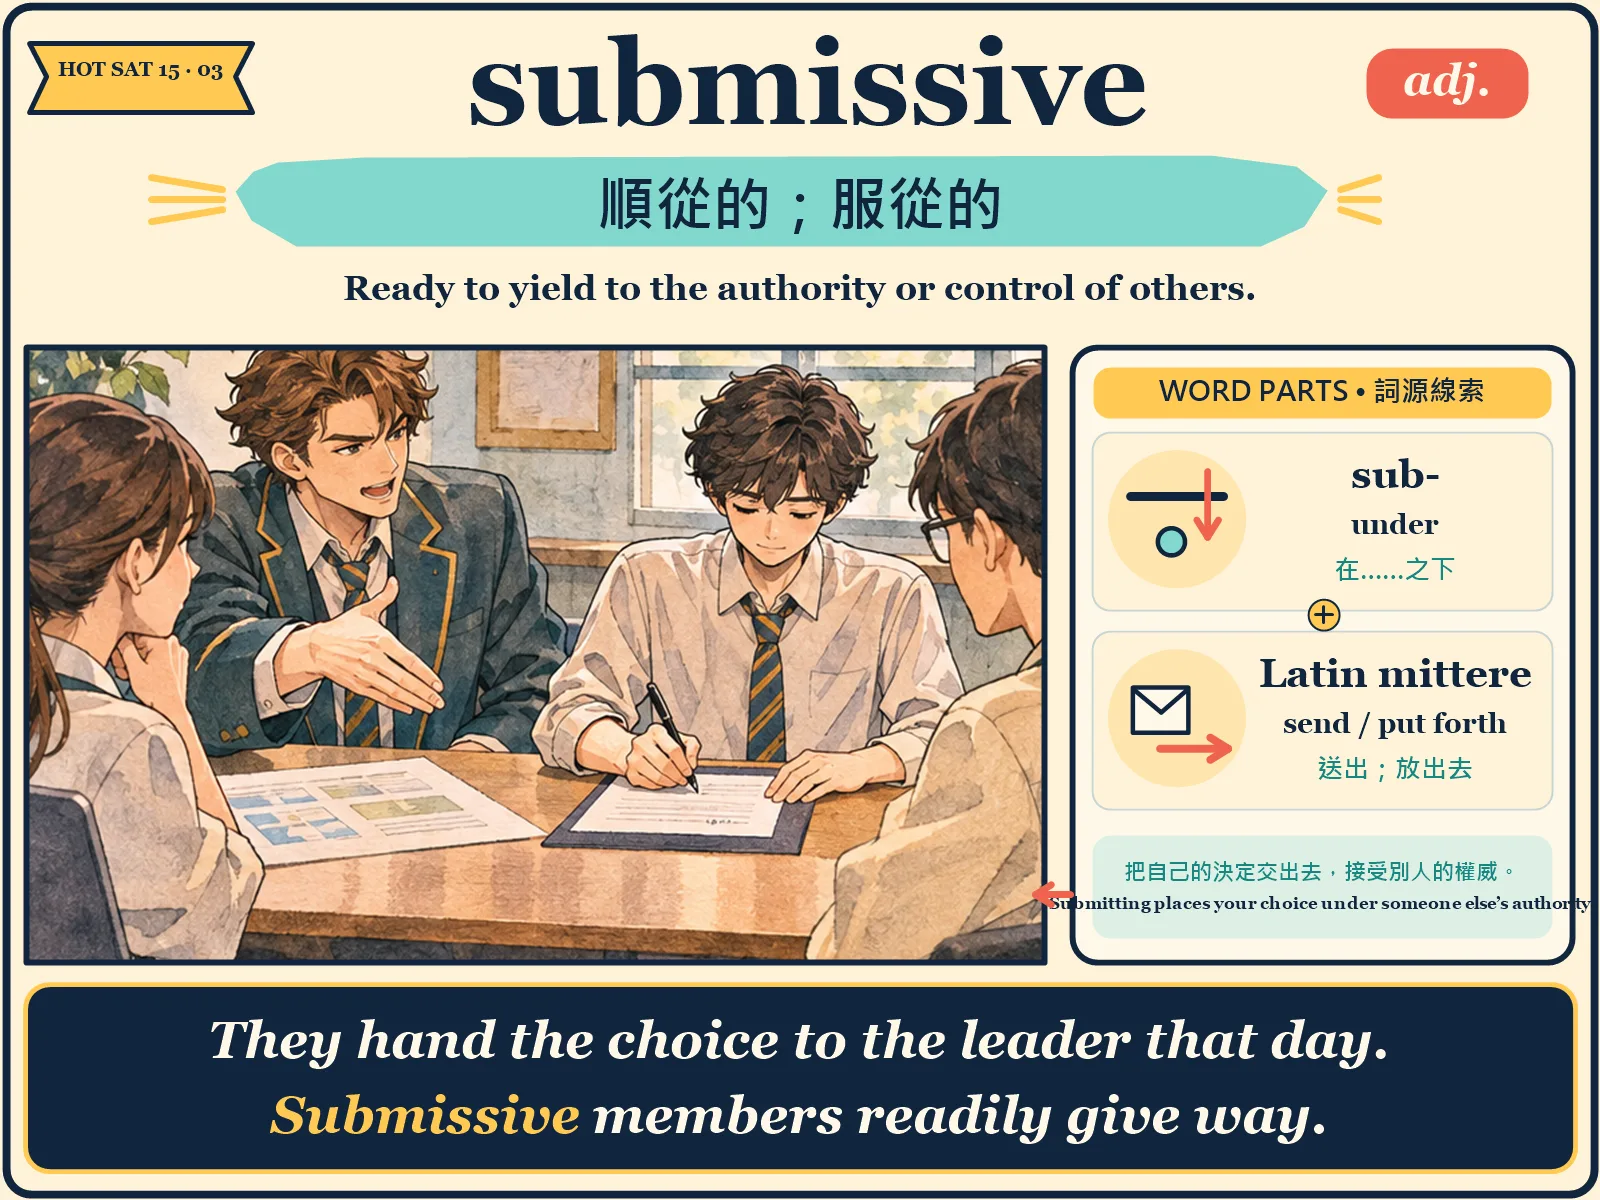 HOT SAT 15 · 03
submissive
adj.
順從的；服從的
Ready to yield to the authority or control of others.
WORD PARTS • 詞源線索
sub-
under
在……之下
Latin mittere
send / put forth
送出；放出去
把自己的決定交出去，接受別人的權威。
Submitting places your choice under someone else’s authority
They hand the choice to the leader that day.
Submissive members readily give way.